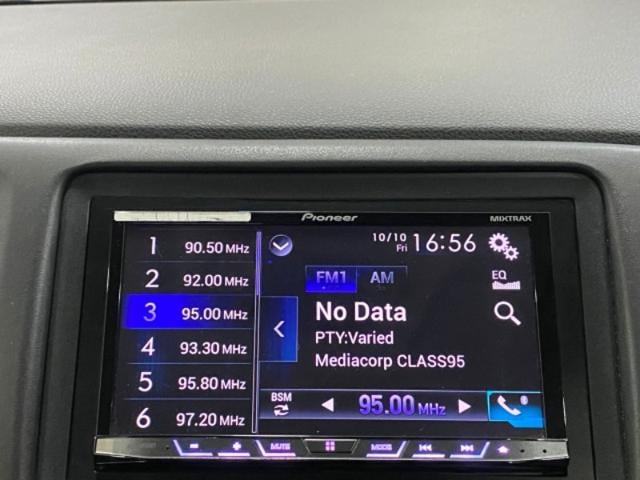 Pioneer
MIXTRAX
1 90.50 MHz
2 92.00 MHz
3 95.00 MHz
4 93.30 MHz
5 95.80 MHz
6 97.20 MHz
10/10 Fri 16:56
FM1 AM
EQ
No Data
PTY:Varied
Mediacorp CLASS95
BSM
95.00 MHz
MUTE
MODE